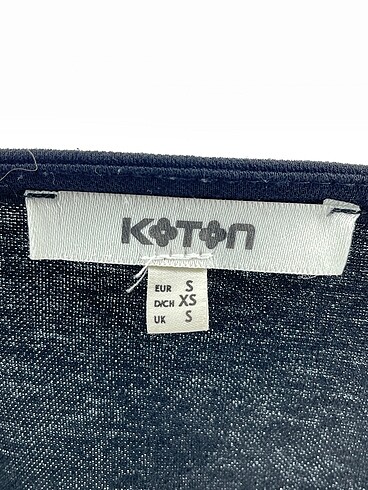 KOTON
EUR S
D/CH XS
UK S